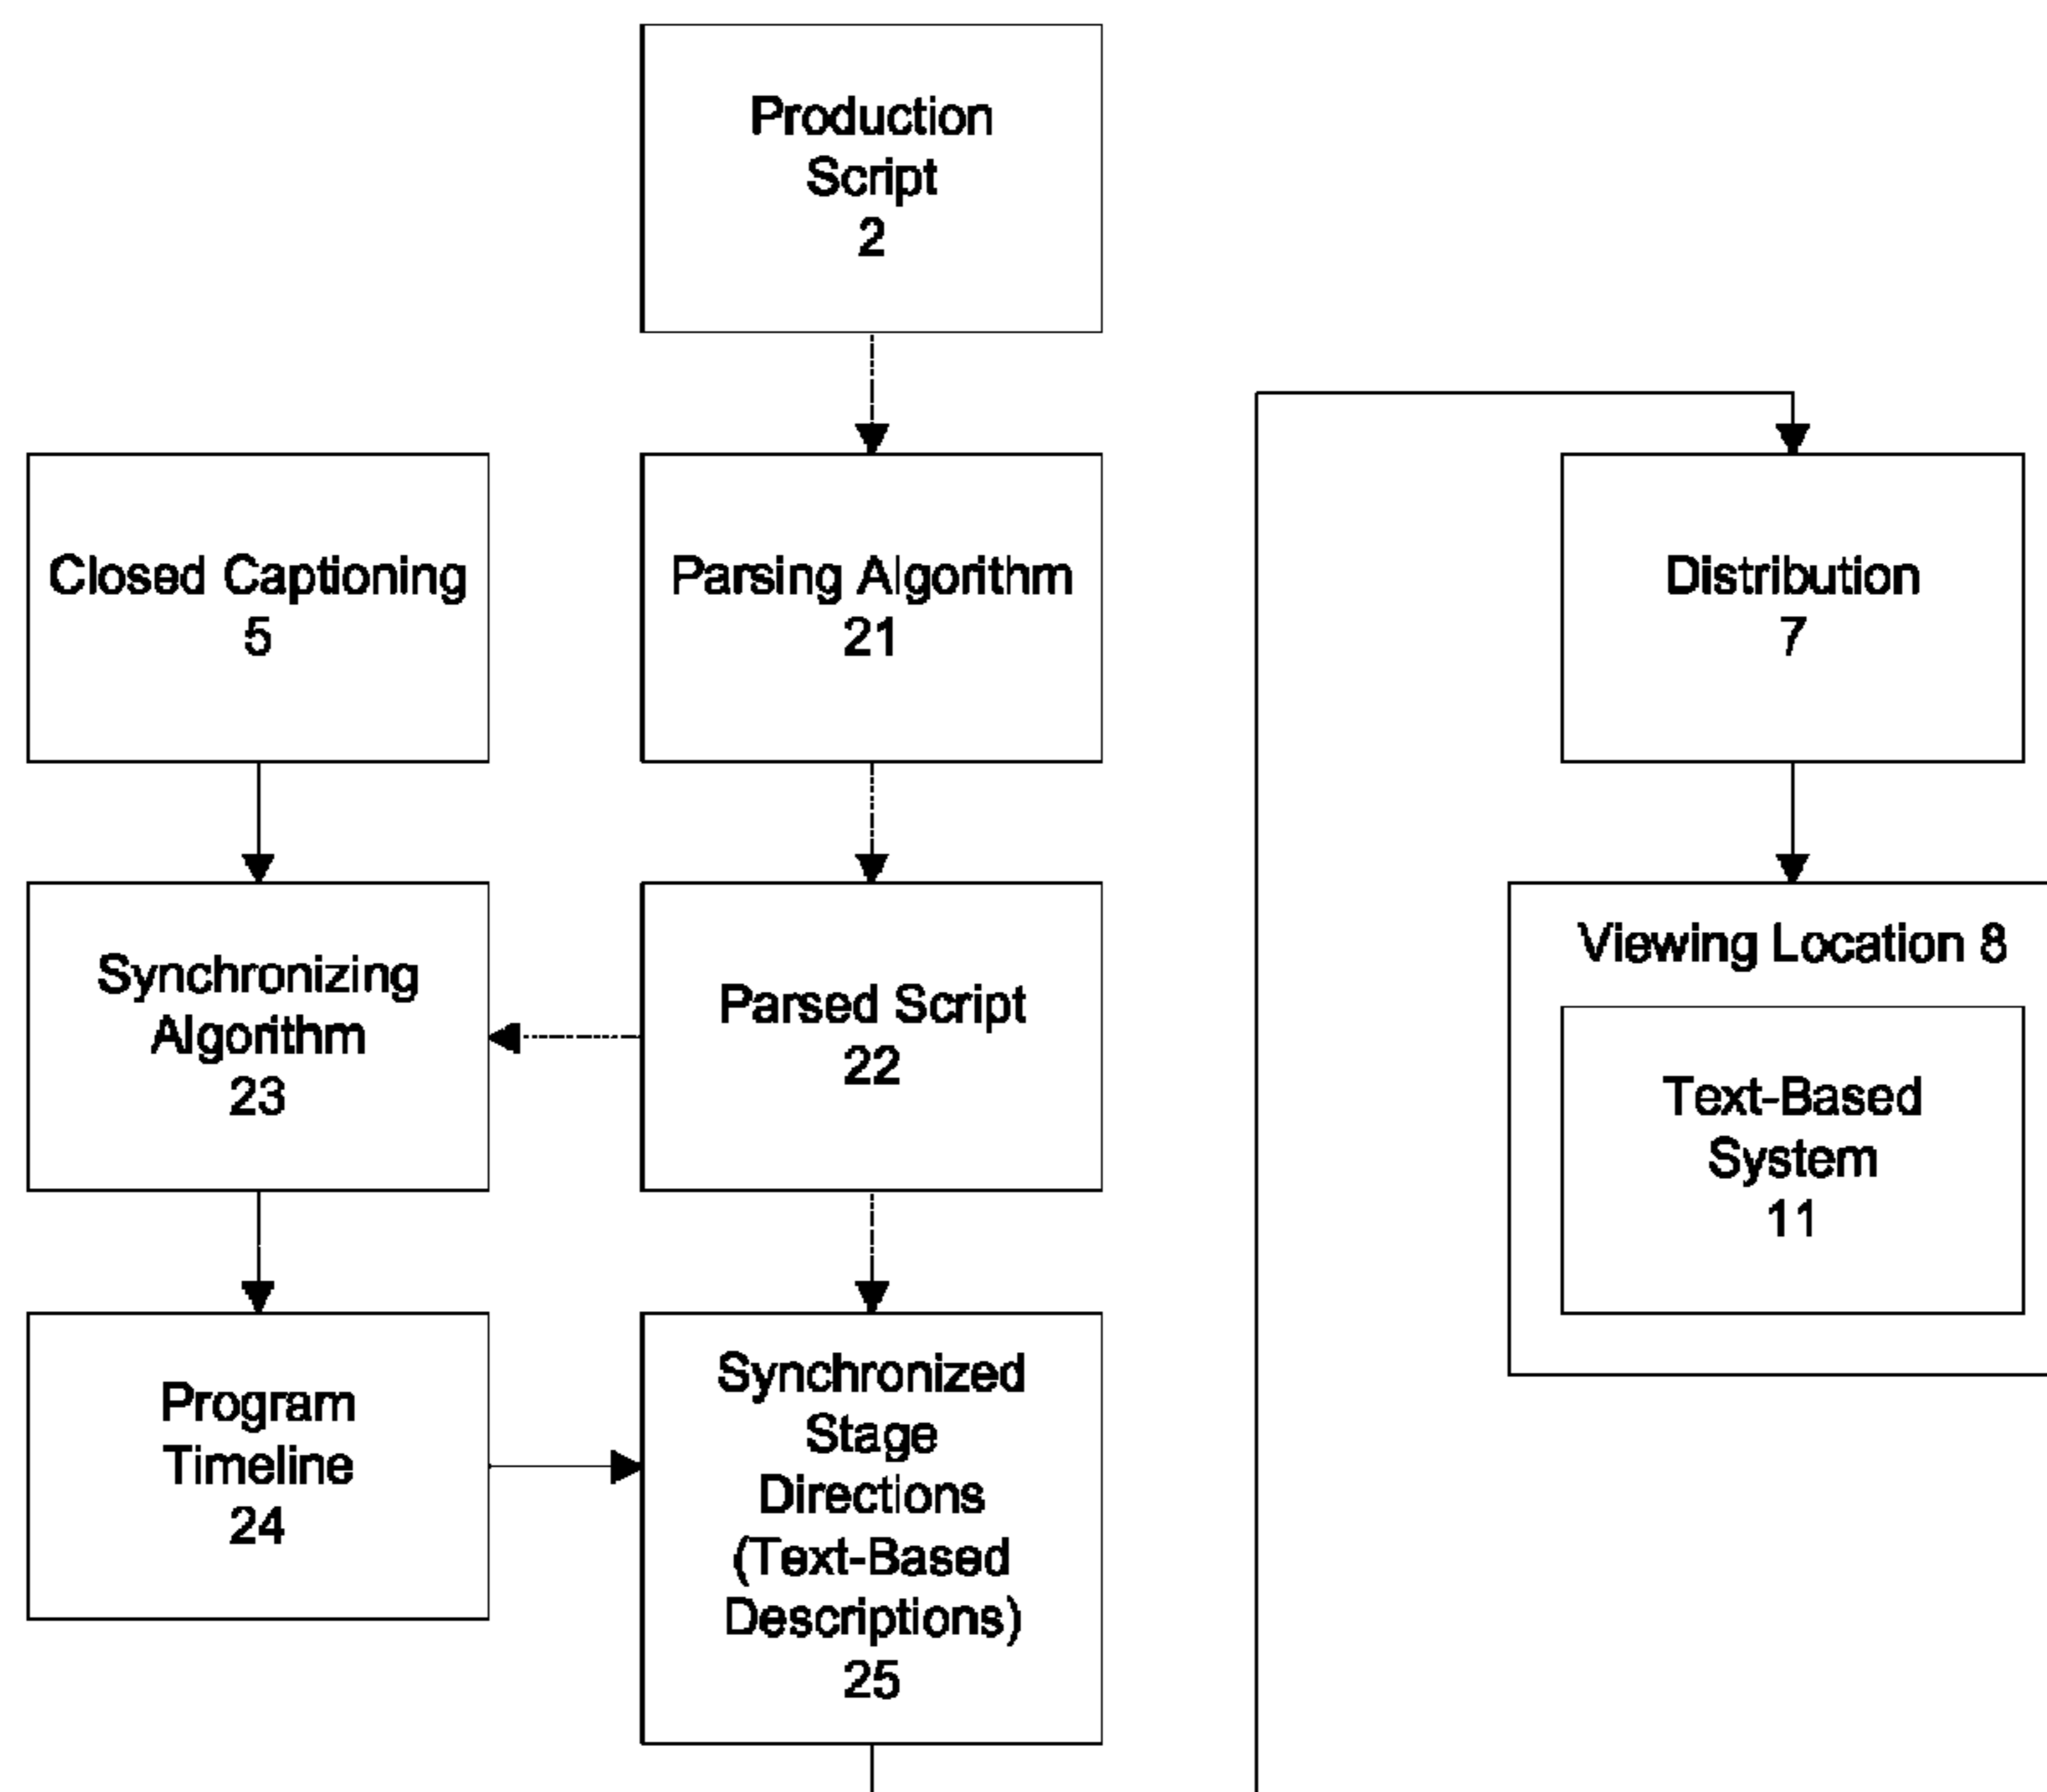 Production
Script
2
Closed Captioning
5
Parsing Algorithm
21
Distribution
7
Synchronizing
Algorithm
23
Parsed Script
22
Viewing Location 8
Text-Based
System
11
Program
Timeline
24
Synchronized
Stage
Directions
(Text-Based
Descriptions)
25